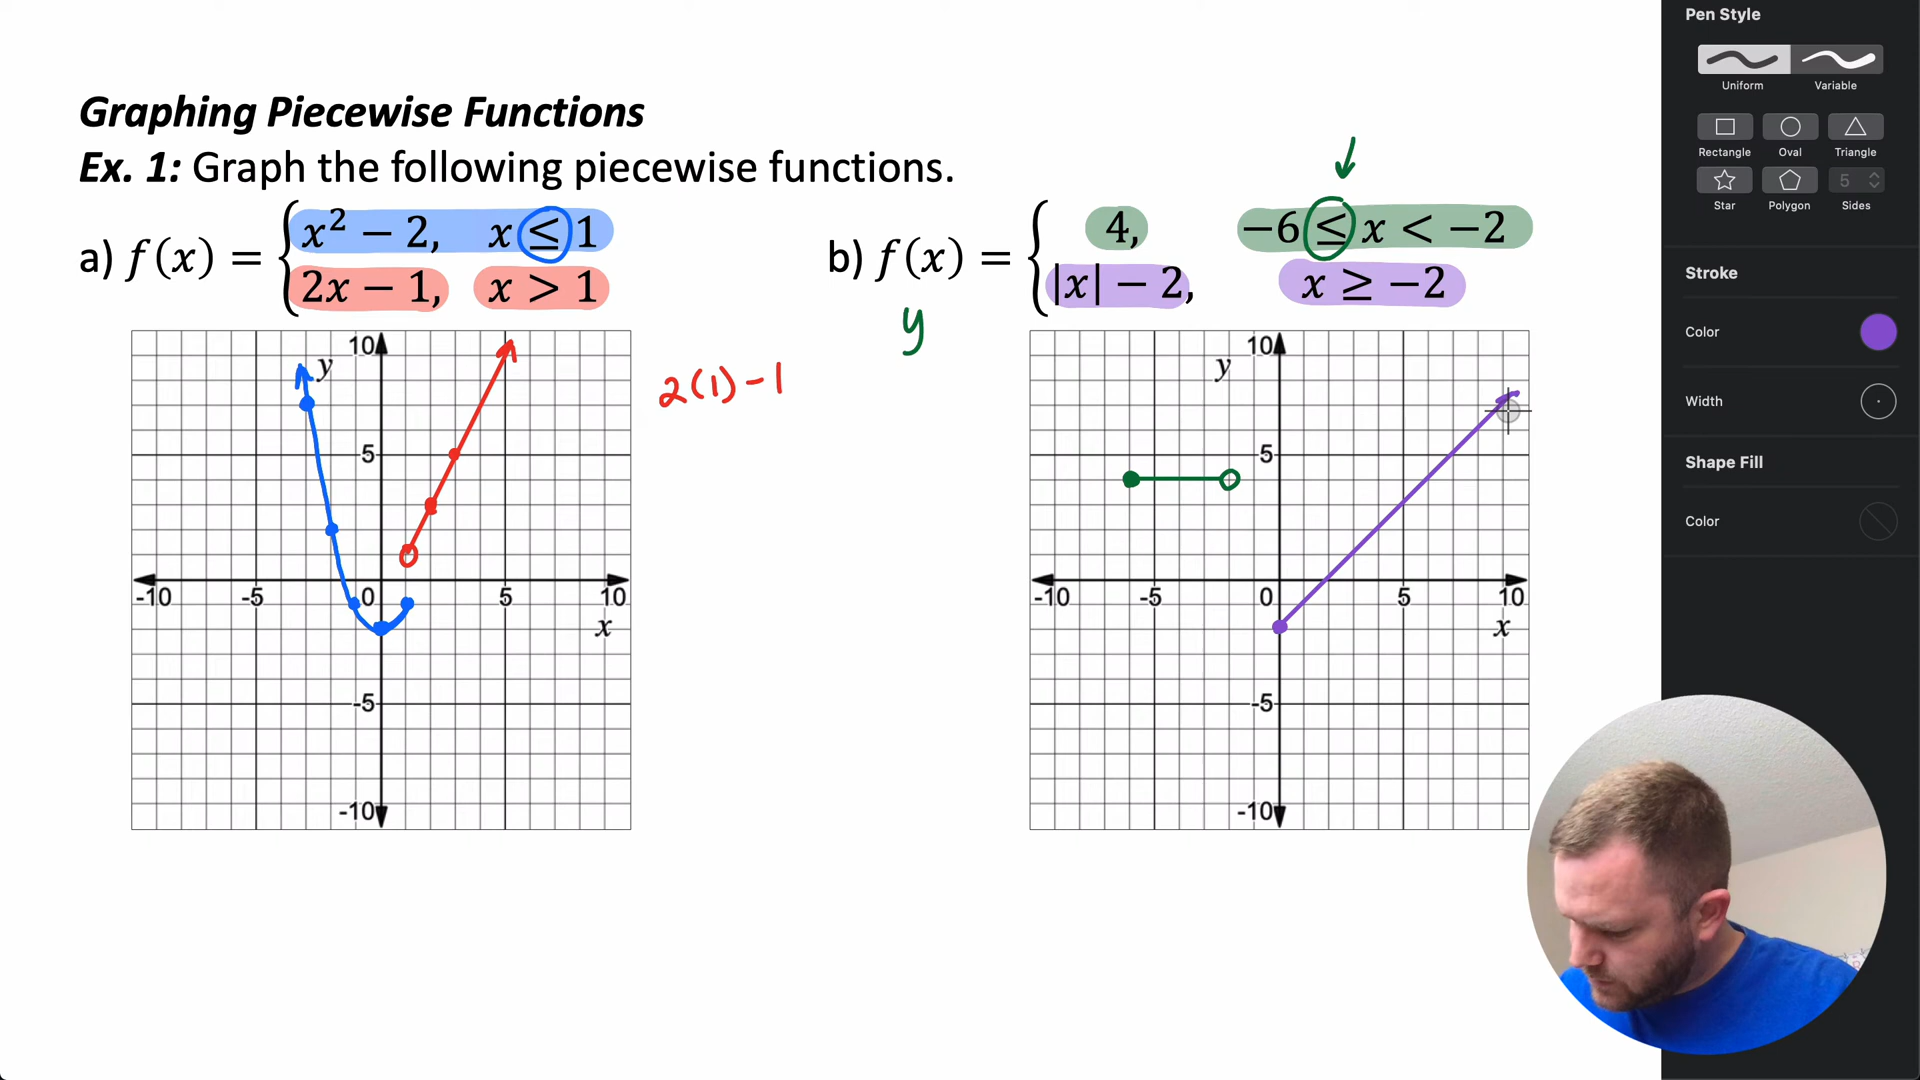 Graphing Piecewise Functions
Ex. 1: Graph the following piecewise functions.
a) f(x) = { x² − 2, x ≤ 1
2x − 1, x > 1
b) f(x) = { 4, −6 ≤ x < −2
|x| − 2, x ≥ −2
y
2(1) - 1
10
y
5
-10 -5 0 5 10
x
-5
-10
10
y
5
-10 -5 0 5 10
x
-5
-10
Pen Style
Uniform Variable
Rectangle Oval Triangle
5
Star Polygon Sides
Stroke
Color
Width
Shape Fill
Color